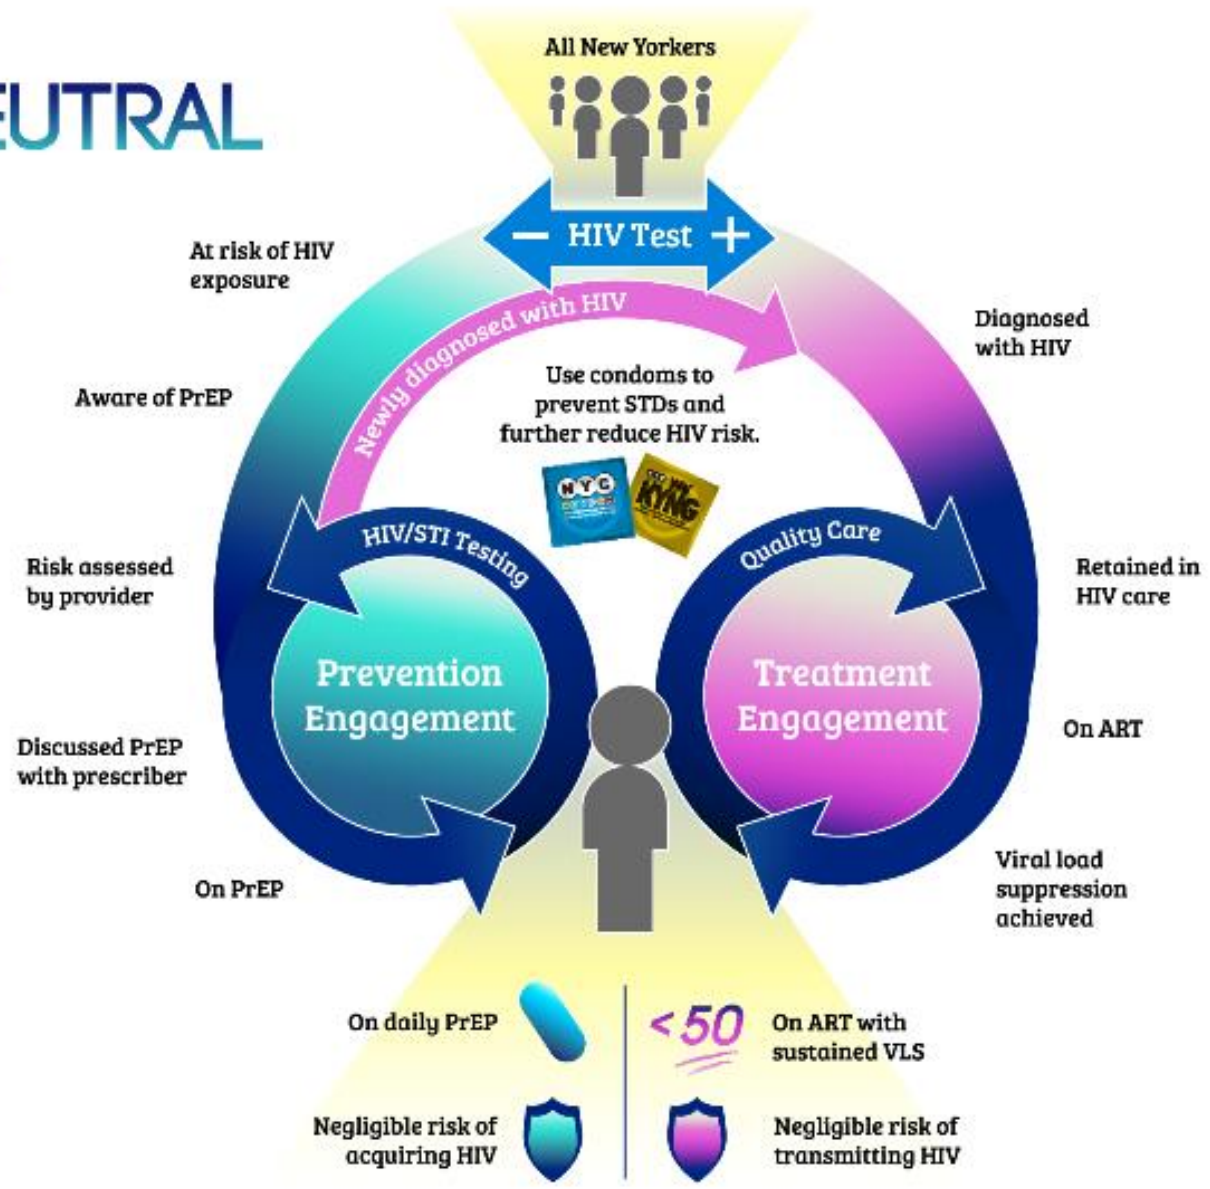 EUTRAL
All New Yorkers
− HIV Test +
At risk of HIV
exposure
Aware of PrEP
Risk assessed
by provider
Discussed PrEP
with prescriber
On PrEP
Newly diagnosed with HIV
Use condoms to
prevent STDs and
further reduce HIV risk.
NYC
KYNG
HIV/STI Testing
Prevention
Engagement
Quality Care
Treatment
Engagement
Diagnosed
with HIV
Retained in
HIV care
On ART
Viral load
suppression
achieved
On daily PrEP
<50
On ART with
sustained VLS
Negligible risk of
acquiring HIV
Negligible risk of
transmitting HIV